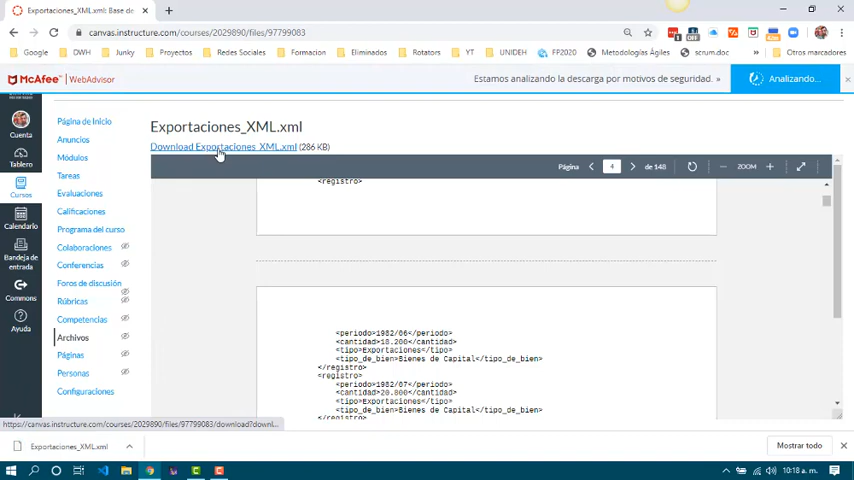 Exportaciones_XML.xml: Base de
canvas.instructure.com/courses/2029890/files/97799083
Google DWH Junky Proyectos Redes Sociales Formacion Eliminados Rotators YT UNIDEH FP2020 Metodologías Ágiles scrum.doc » Otros marcadores
McAfee | WebAdvisor
Estamos analizando la descarga por motivos de seguridad. »
Analizando...
Cuenta
Tablero
Cursos
Calendario
Bandeja de
entrada
Commons
Ayuda
Página de Inicio
Anuncios
Módulos
Tareas
Evaluaciones
Calificaciones
Programa del curso
Colaboraciones
Conferencias
Foros de discusión
Rúbricas
Competencias
Archivos
Páginas
Personas
Configuraciones
Exportaciones_XML.xml
Download Exportaciones_XML.xml (286 KB)
Página 4 de 148 ZOOM
<registro>
<periodo>1982/06</periodo>
<cantidad>18.200</cantidad>
<tipo>Exportaciones</tipo>
<tipo_de_bien>Bienes de Capital</tipo_de_bien>
</registro>
<registro>
<periodo>1982/07</periodo>
<cantidad>20.000</cantidad>
<tipo>Exportaciones</tipo>
<tipo_de_bien>Bienes de Capital</tipo_de_bien>
</registro>
https://canvas.instructure.com/courses/2029890/files/97799083/download?downl...
Exportaciones_XML.xml
Mostrar todo
10:18 a. m.